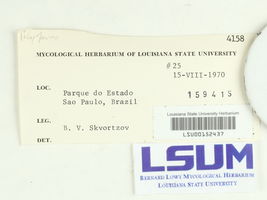 4158
MYCOLOGICAL HERBARIUM OF LOUISIANA STATE UNIVERSITY
#25
15-VIII-1970
LOC. Parque do Estado 159415
Sao Paulo, Brazil
Louisiana State University Herbarium
LSU00152437
LEG. B. V. Skvortzov
DET.
LSUM
BERNARD LOWY MYCOLOGICAL HERBARIUM
LOUISIANA STATE UNIVERSITY